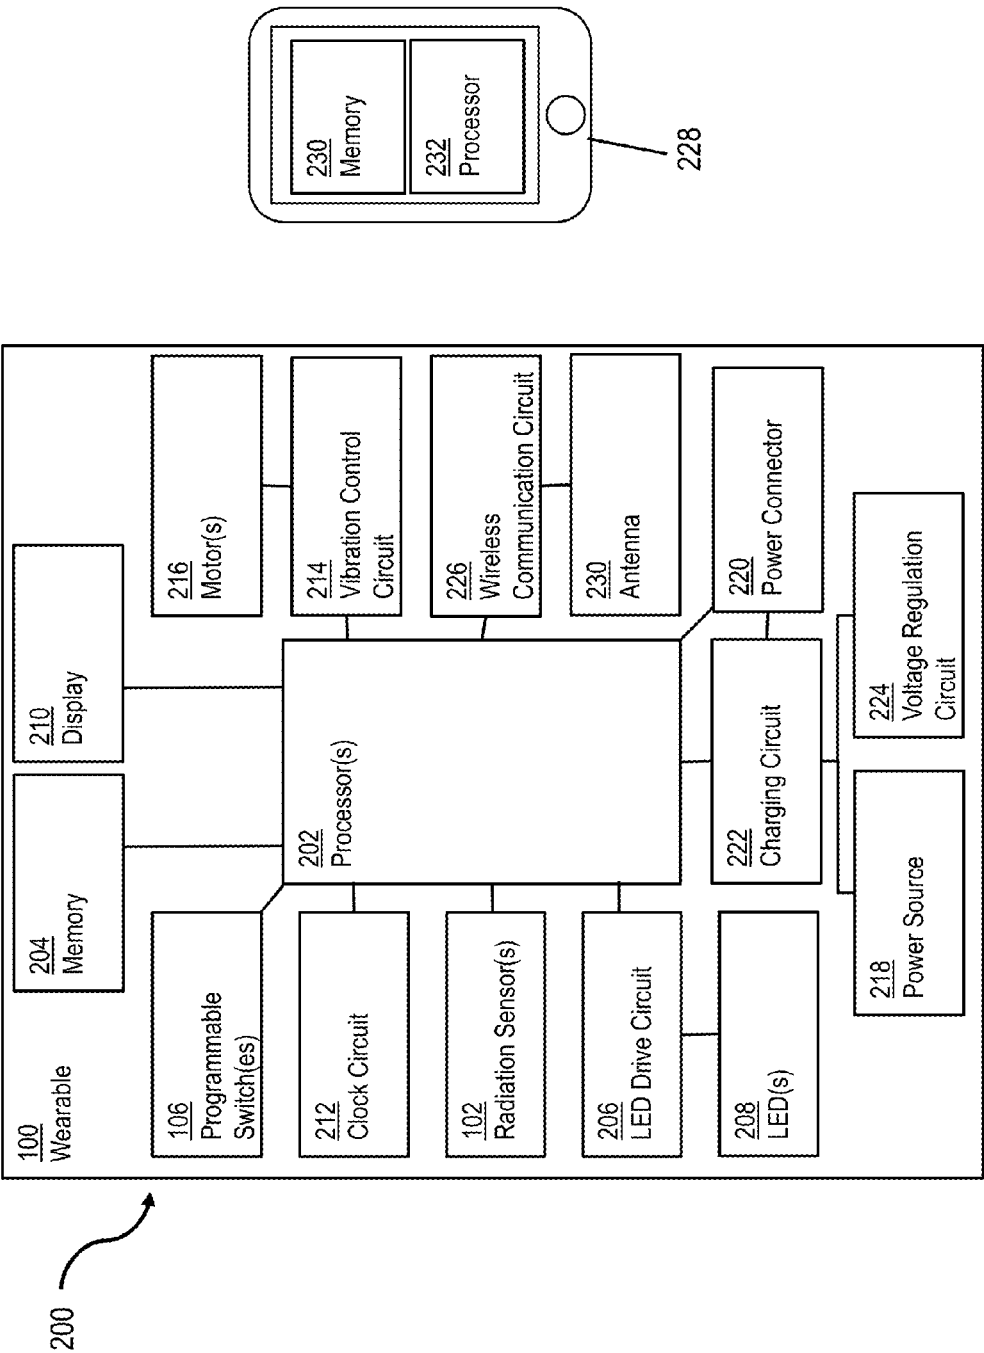 200
100
Wearable
204
Memory
210
Display
106
Programmable
Switch(es)
212
Clock Circuit
102
Radiation Sensor(s)
206
LED Drive Circuit
208
LED(s)
202
Processor(s)
216
Motor(s)
214
Vibration Control
Circuit
226
Wireless
Communication Circuit
230
Antenna
220
Power Connector
222
Charging Circuit
218
Power Source
224
Voltage Regulation
Circuit
230
Memory
232
Processor
228